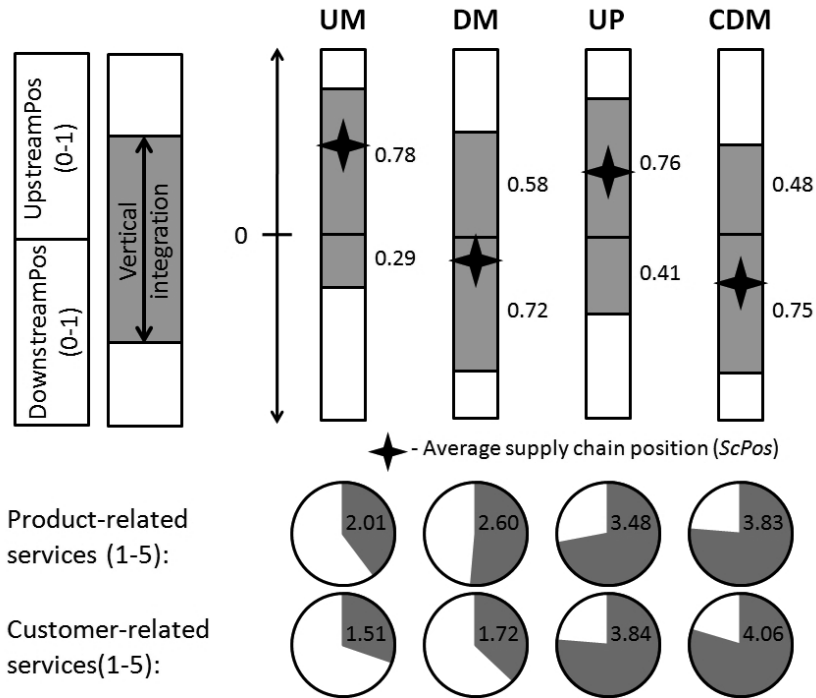 UM DM UP CDM
UpstreamPos
(0-1)
DownstreamPos
(0-1)
Vertical
integration
0
0.78
0.29
0.58
0.72
0.76
0.41
0.48
0.75
- Average supply chain position (ScPos)
Product-related
services (1-5):
2.01 2.60 3.48 3.83
Customer-related
services(1-5):
1.51 1.72 3.84 4.06